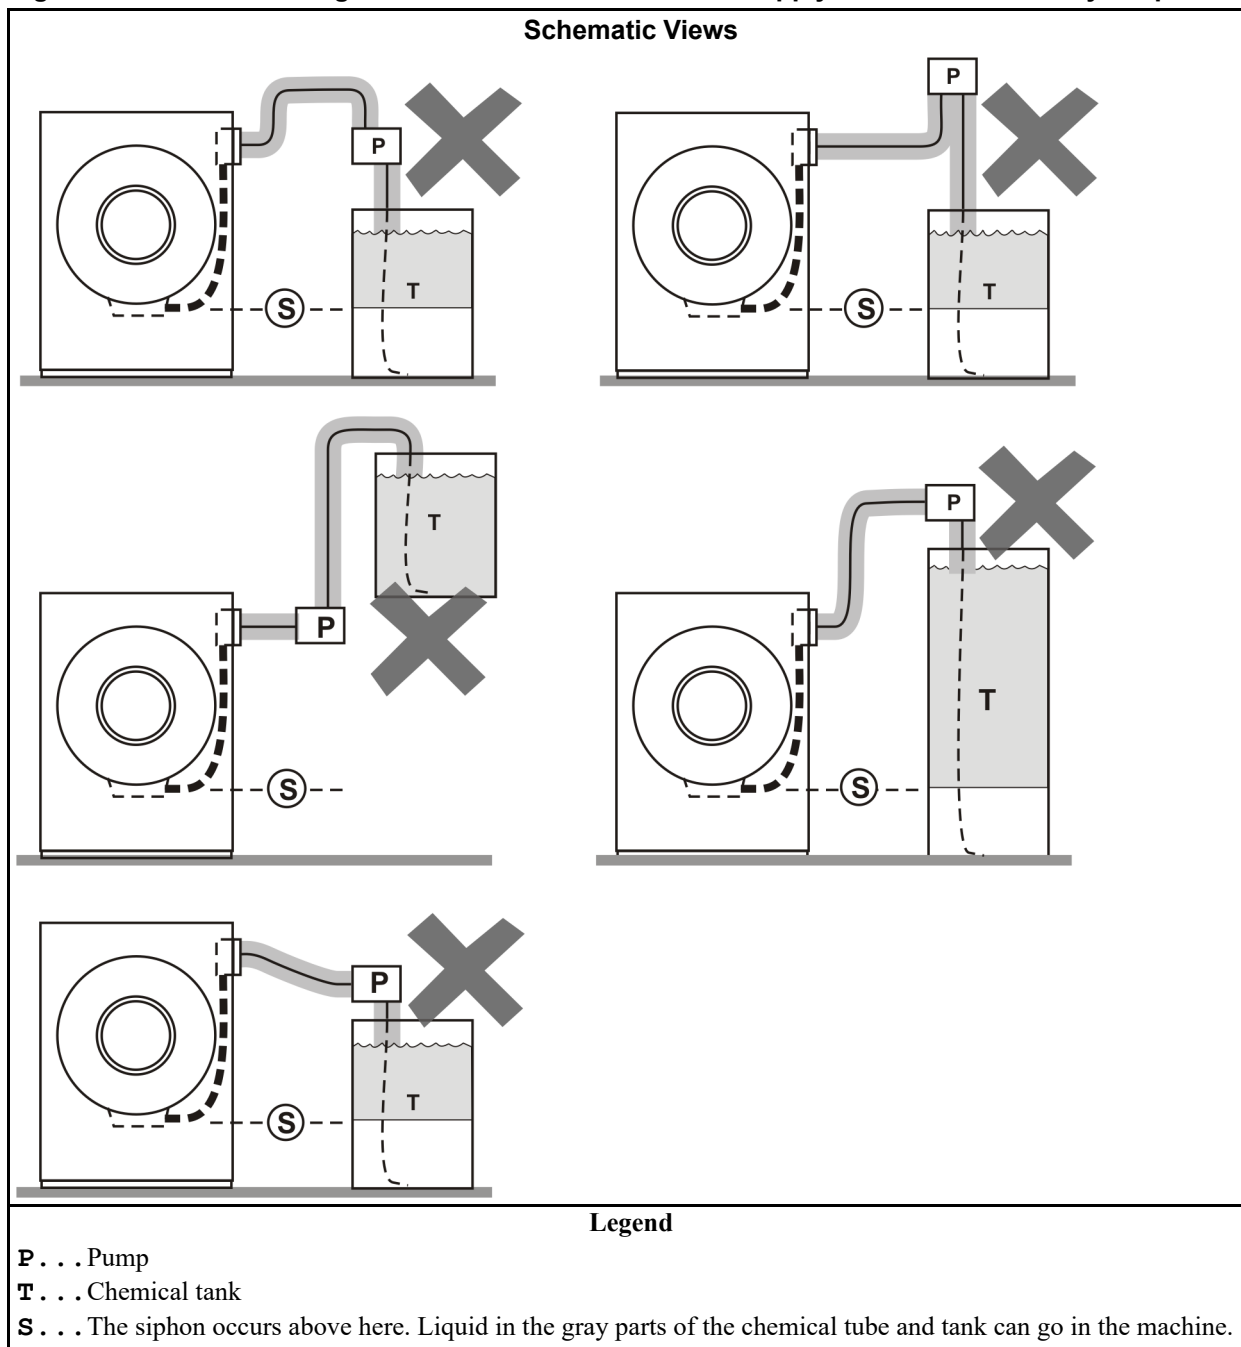 Schematic Views
P
P
T
T
S
S
T
P
P
T
S
S
P
T
S
Legend
P...Pump
T...Chemical tank
S...The siphon occurs above here. Liquid in the gray parts of the chemical tube and tank can go in the machine.